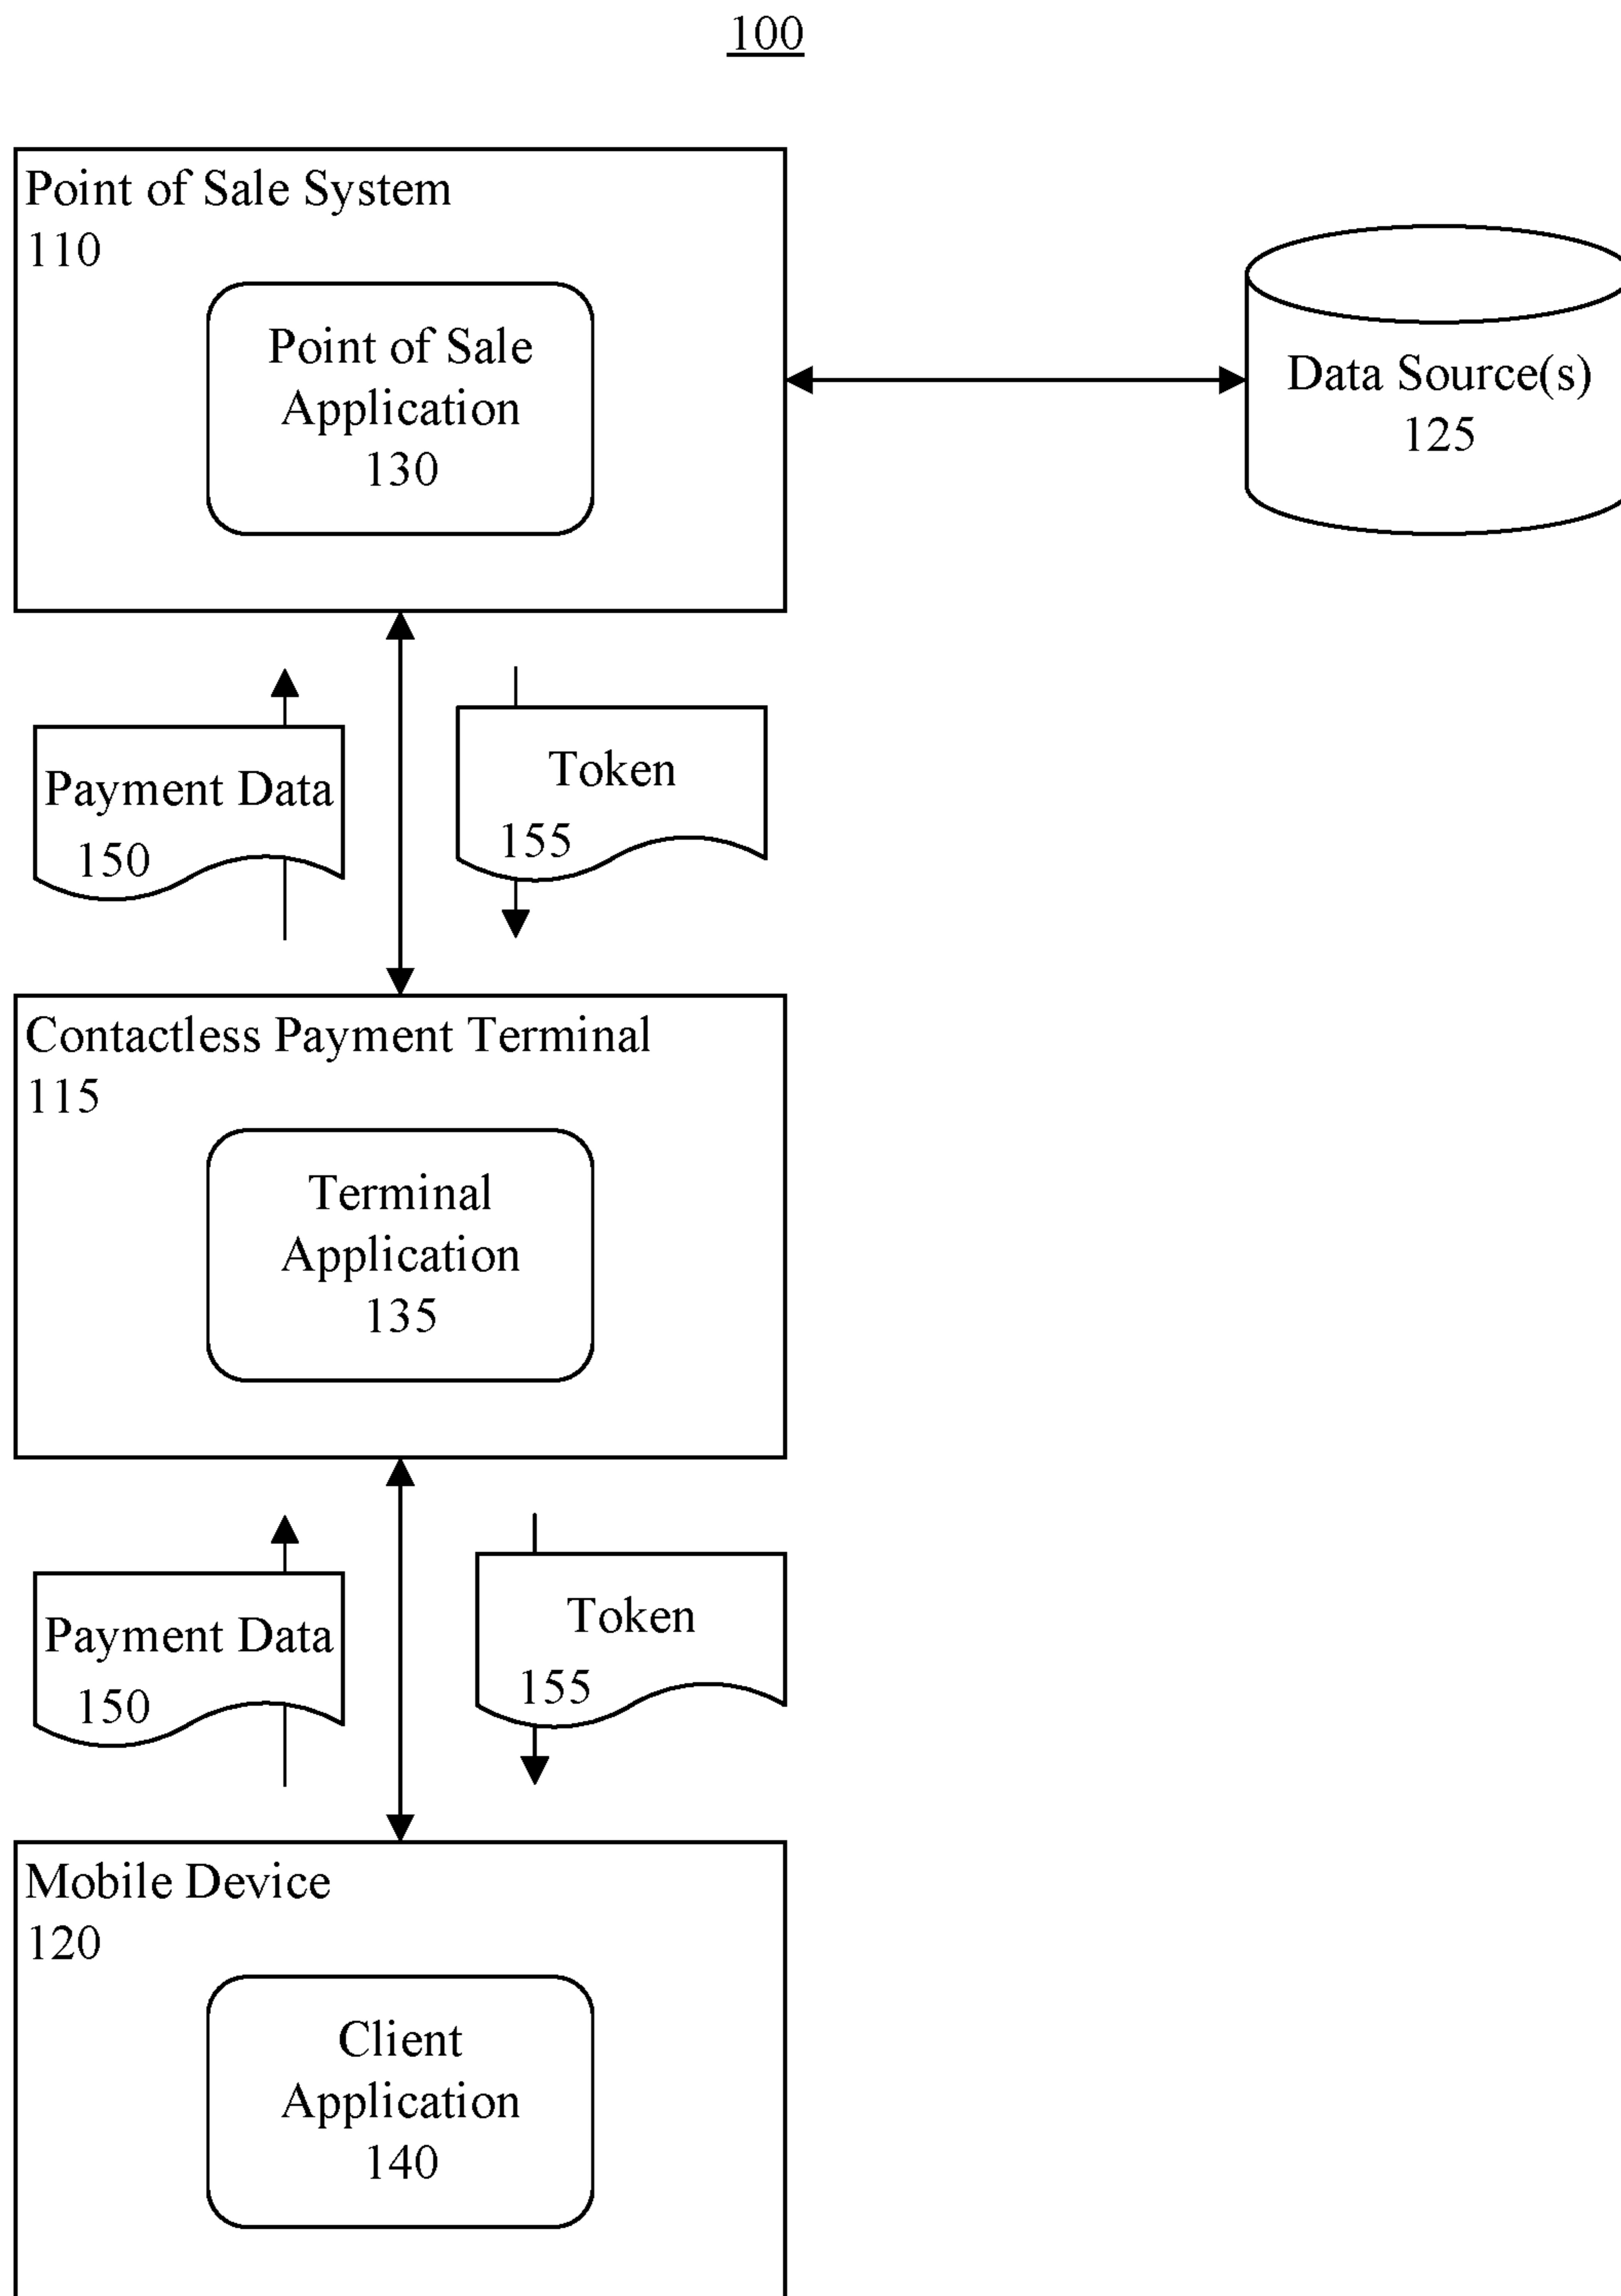 100
Point of Sale System
110
Point of Sale
Application
130
Data Source(s)
125
Payment Data
150
Token
155
Contactless Payment Terminal
115
Terminal
Application
135
Payment Data
150
Token
155
Mobile Device
120
Client
Application
140